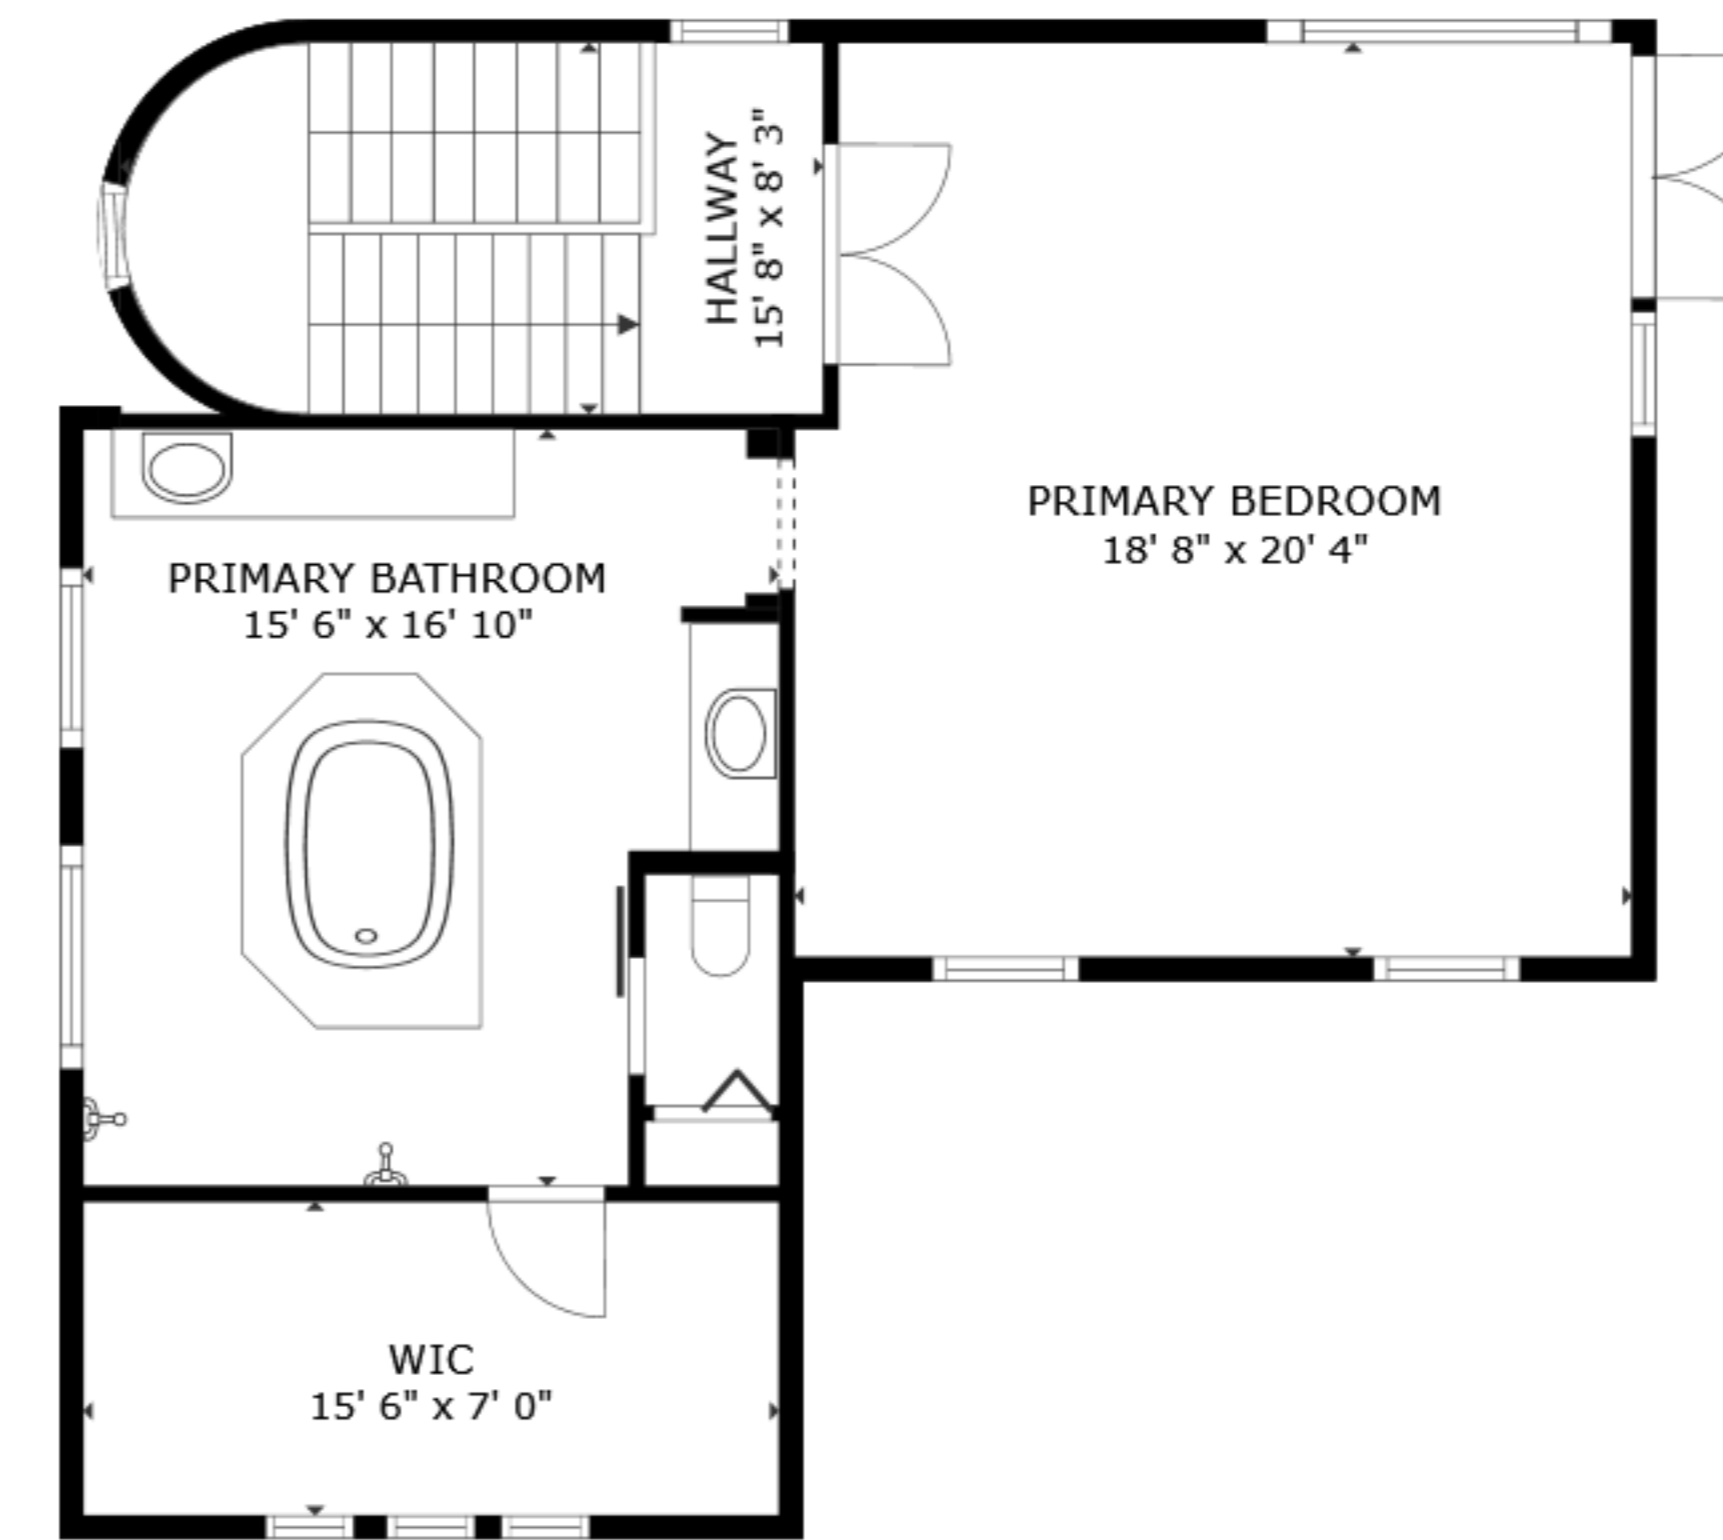 HALLWAY
15' 8" x 8' 3"
PRIMARY BEDROOM
18' 8" x 20' 4"
PRIMARY BATHROOM
15' 6" x 16' 10"
WIC
15' 6" x 7' 0"